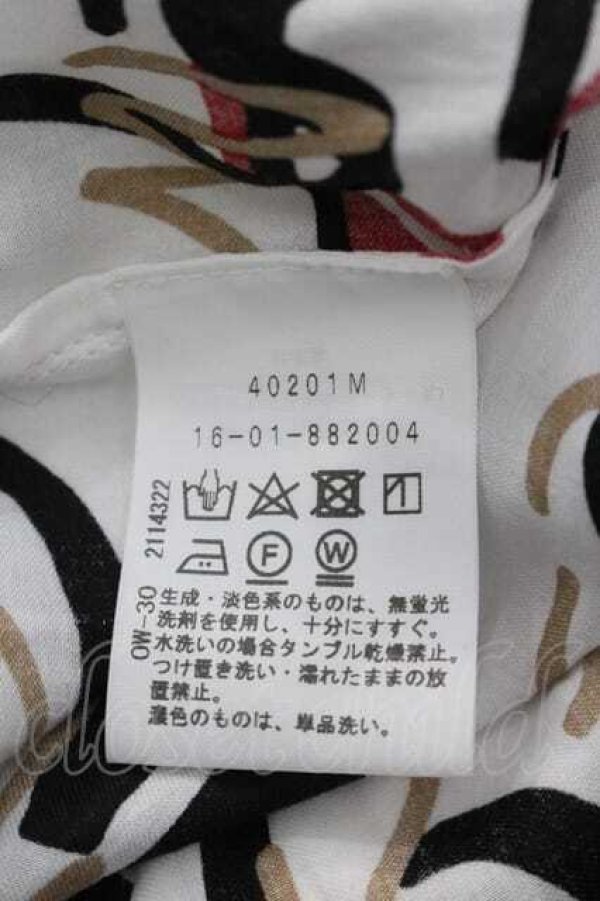 40201M
16-01-882004
2114322
F
W
OW-30
生成・淡色系のものは、無蛍光
洗剤を使用し、十分にすすぐ。
水洗いの場合タンブル乾燥禁止。
つけ置き洗い・濡れたままの放
置禁止。
濃色のものは、単品洗い。
closet child